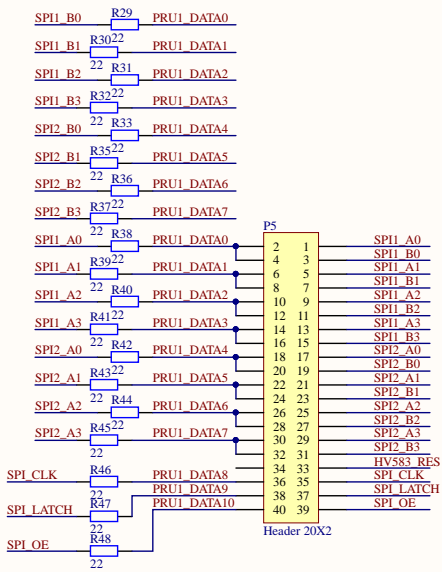 SPI1_B0 R29 PRU1_DATA0
22
SPI1_B1 R30 PRU1_DATA1
22
SPI1_B2 R31 PRU1_DATA2
22
SPI1_B3 R32 PRU1_DATA3
22
SPI2_B0 R33 PRU1_DATA4
22
SPI2_B1 R35 PRU1_DATA5
22
SPI2_B2 R36 PRU1_DATA6
22
SPI2_B3 R37 PRU1_DATA7
22
P5
SPI1_A0 R38 PRU1_DATA0 2 1 SPI1_A0
22 4 3 SPI1_B0
SPI1_A1 R39 PRU1_DATA1 6 5 SPI1_A1
22 8 7 SPI1_B1
SPI1_A2 R40 PRU1_DATA2 10 9 SPI1_A2
22 12 11 SPI1_B2
SPI1_A3 R41 PRU1_DATA3 14 13 SPI1_A3
22 16 15 SPI1_B3
SPI2_A0 R42 PRU1_DATA4 18 17 SPI2_A0
22 20 19 SPI2_B0
SPI2_A1 R43 PRU1_DATA5 22 21 SPI2_A1
22 24 23 SPI2_B1
SPI2_A2 R44 PRU1_DATA6 26 25 SPI2_A2
22 28 27 SPI2_B2
SPI2_A3 R45 PRU1_DATA7 30 29 SPI2_A3
22 32 31 SPI2_B3
34 33 HV583_RES
SPI_CLK R46 PRU1_DATA8 36 35 SPI_CLK
22 PRU1_DATA9 38 37 SPI_LATCH
SPI_LATCH R47 PRU1_DATA10 40 39 SPI_OE
22
Header 20X2
SPI_OE R48
22